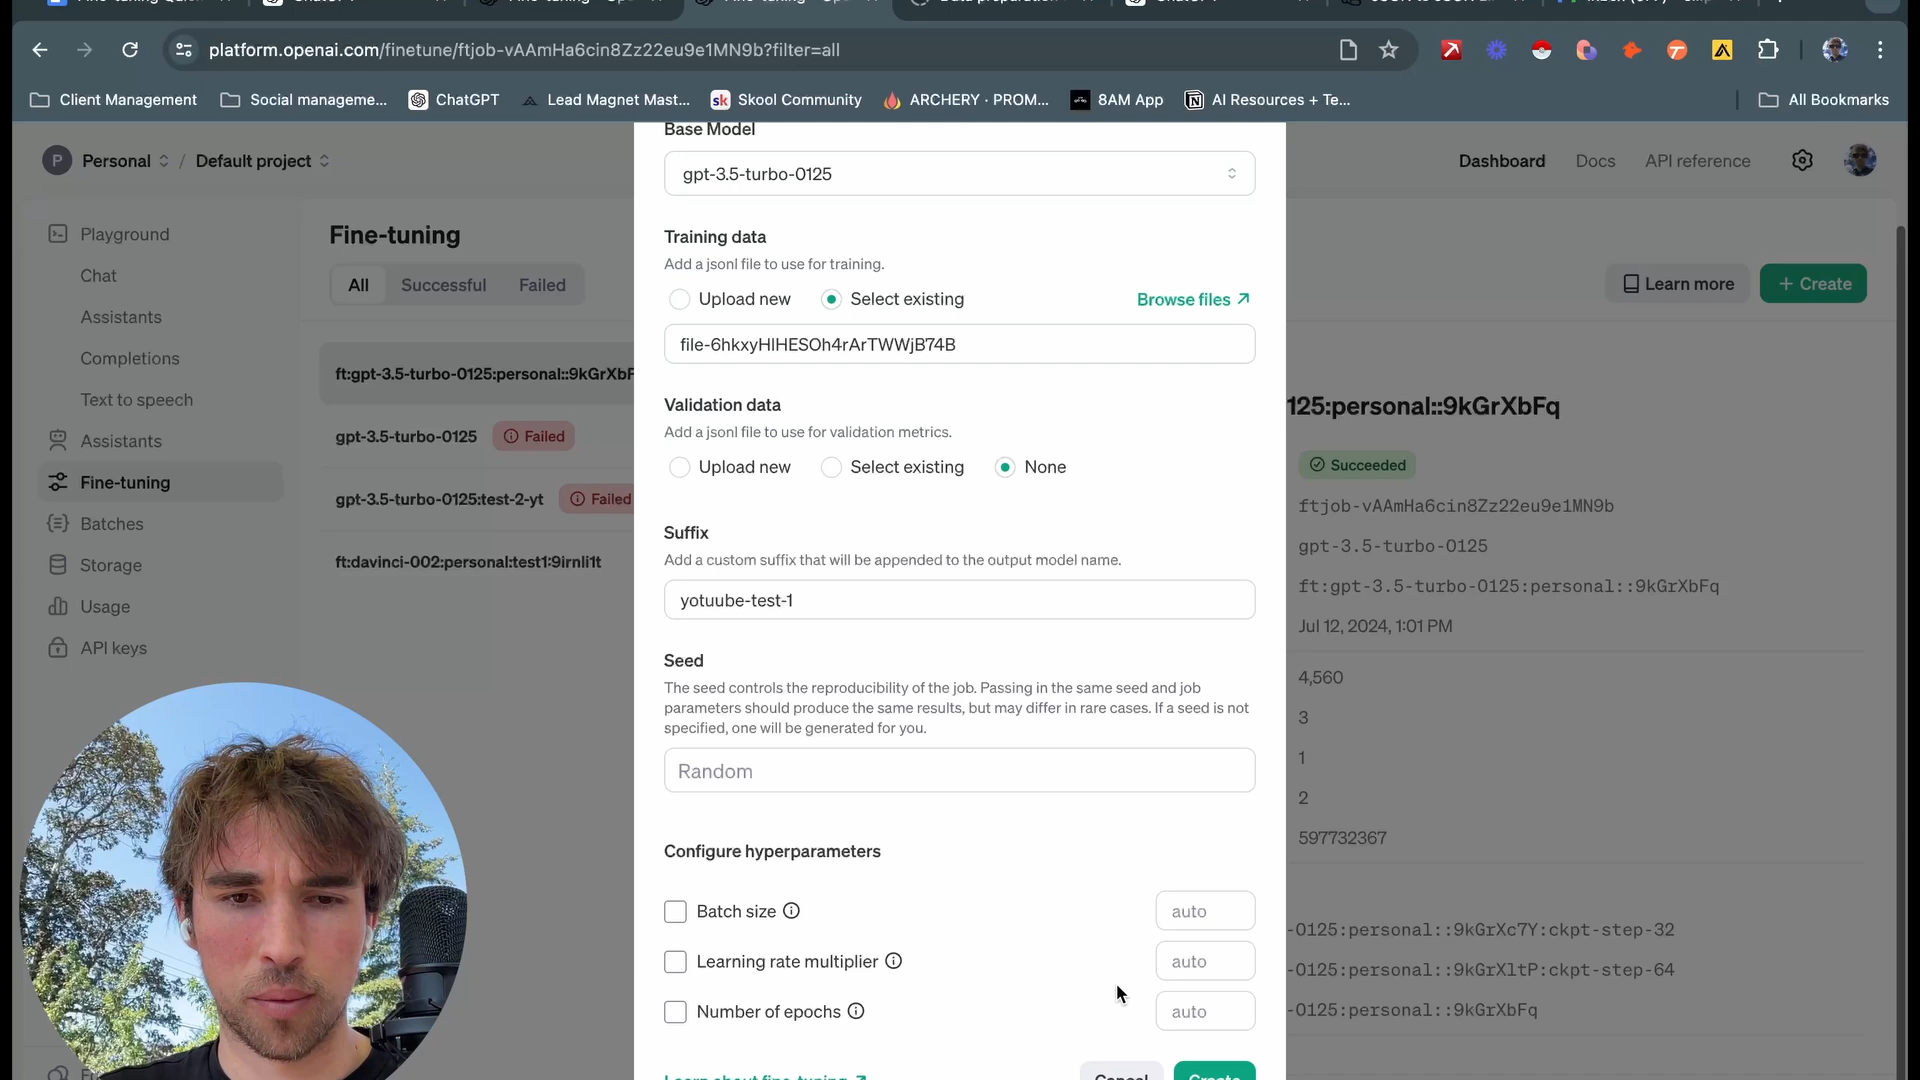 platform.openai.com/finetune/ftjob-vAAmHa6cin8Zz22eu9e1MN9b?filter=all
Client Management
Social manageme...
ChatGPT
Lead Magnet Mast...
sk Skool Community
ARCHERY · PROM...
8AM App
AI Resources + Te...
All Bookmarks
P Personal / Default project
Dashboard
Docs
API reference
Playground
Chat
Assistants
Completions
Text to speech
Assistants
Fine-tuning
Batches
Storage
Usage
API keys
Fine-tuning
All
Successful
Failed
Learn more
+ Create
ft:gpt-3.5-turbo-0125:personal::9kGrXbF
gpt-3.5-turbo-0125 Failed
gpt-3.5-turbo-0125:test-2-yt Failed
ft:davinci-002:personal:test1:9irnli1t
Base Model
gpt-3.5-turbo-0125
Training data
Add a jsonl file to use for training.
Upload new
Select existing
Browse files
file-6hkxyHIHESOh4rArTWWjB74B
Validation data
Add a jsonl file to use for validation metrics.
Upload new
Select existing
None
Suffix
Add a custom suffix that will be appended to the output model name.
yotuube-test-1
Seed
The seed controls the reproducibility of the job. Passing in the same seed and job
parameters should produce the same results, but may differ in rare cases. If a seed is not
specified, one will be generated for you.
Random
Configure hyperparameters
Batch size
auto
Learning rate multiplier
auto
Number of epochs
auto
Learn about fine-tuning
Cancel
Create
125:personal::9kGrXbFq
Succeeded
ftjob-vAAmHa6cin8Zz22eu9e1MN9b
gpt-3.5-turbo-0125
ft:gpt-3.5-turbo-0125:personal::9kGrXbFq
Jul 12, 2024, 1:01 PM
4,560
3
1
2
597732367
-0125:personal::9kGrXc7Y:ckpt-step-32
-0125:personal::9kGrXltP:ckpt-step-64
-0125:personal::9kGrXbFq